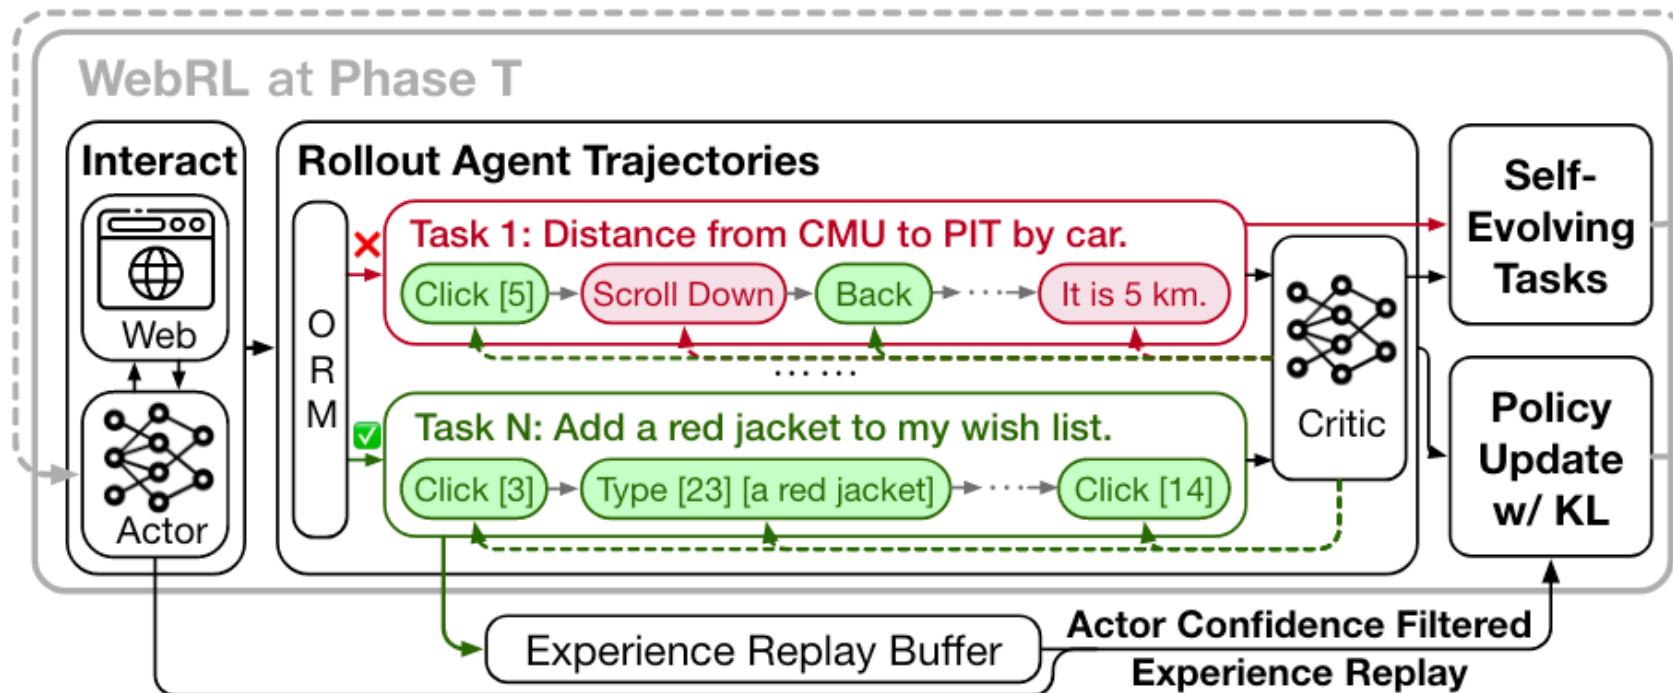 WebRL at Phase T
Interact
Web
Actor
Rollout Agent Trajectories
O
R
M
Task 1: Distance from CMU to PIT by car.
Click [5]
Scroll Down
Back
It is 5 km.
Task N: Add a red jacket to my wish list.
Click [3]
Type [23] [a red jacket]
Click [14]
Critic
Self-
Evolving
Tasks
Policy
Update
w/ KL
Experience Replay Buffer
Actor Confidence Filtered
Experience Replay